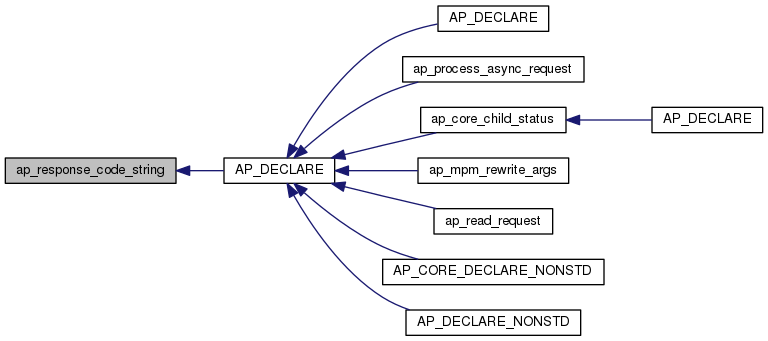 AP_DECLARE
ap_process_async_request
ap_core_child_status
AP_DECLARE
ap_response_code_string
AP_DECLARE
ap_mpm_rewrite_args
ap_read_request
AP_CORE_DECLARE_NONSTD
AP_DECLARE_NONSTD